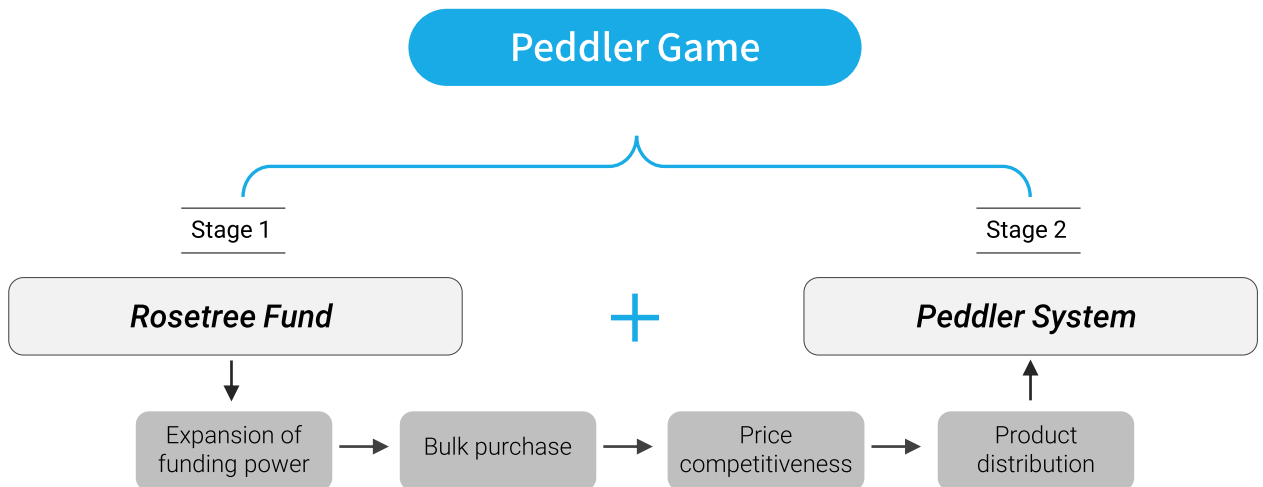 Peddler Game
Stage 1
Stage 2
Rosetree Fund
+
Peddler System
Expansion of
funding power
Bulk purchase
Price
competitiveness
Product
distribution